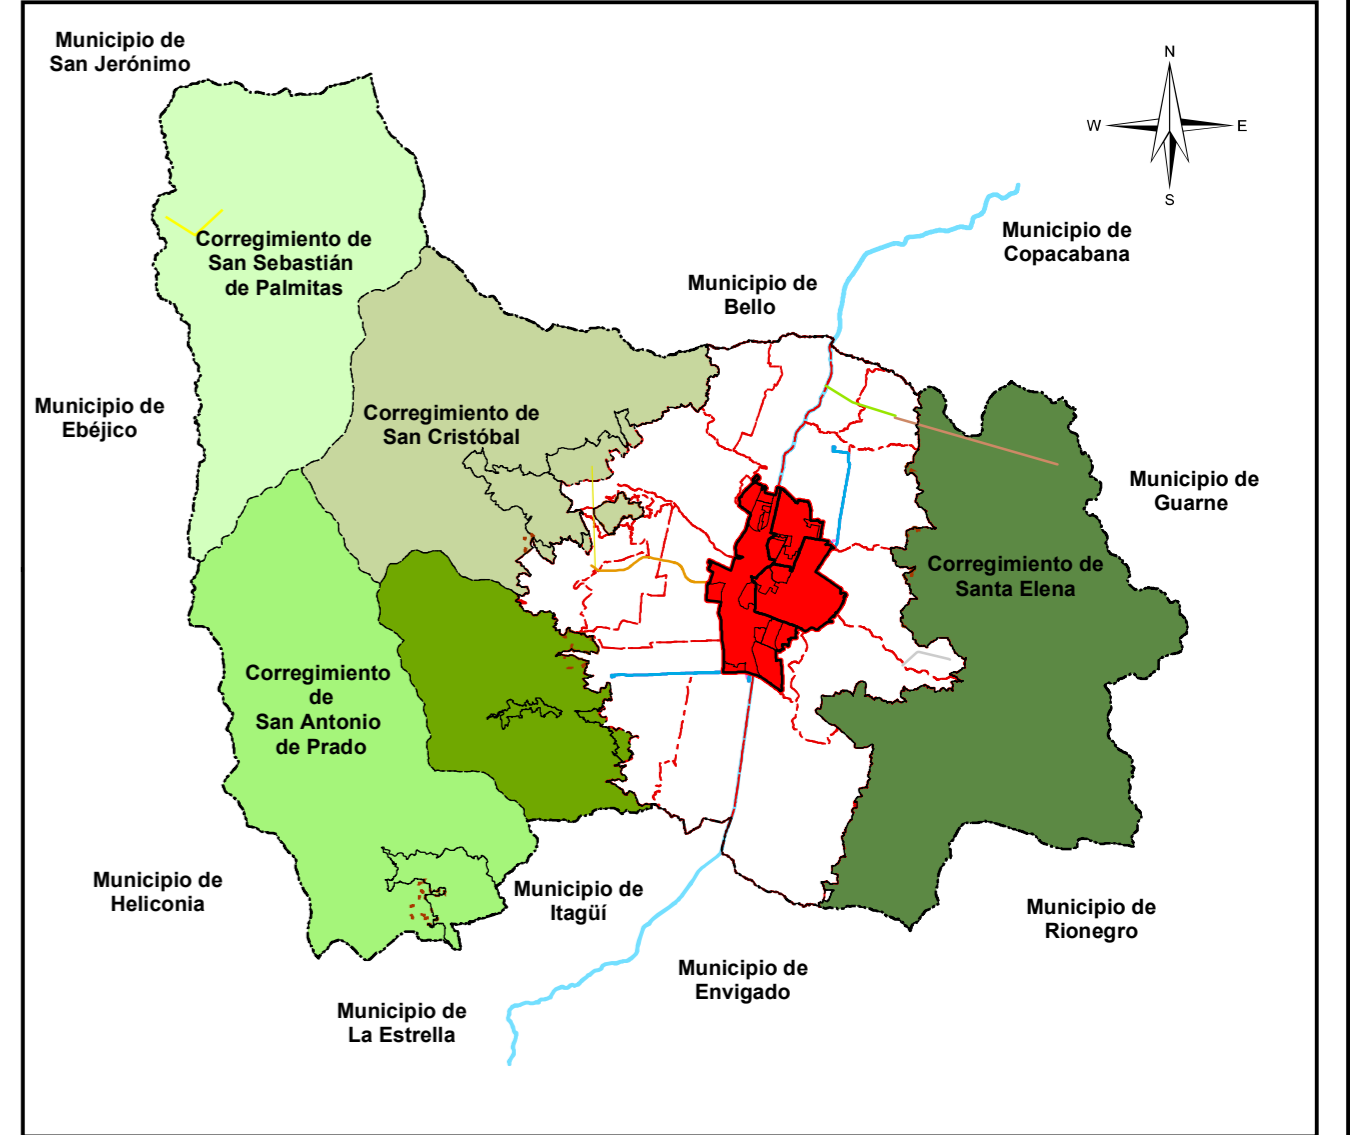 Municipio de
San Jerónimo
N
W
E
S
Municipio de
Copacabana
Corregimiento de
San Sebastián
de Palmitas
Municipio de
Bello
Municipio de
Ebéjico
Corregimiento de
San Cristóbal
Municipio de
Guarne
Corregimiento de
Santa Elena
Corregimiento
de
San Antonio
de Prado
Municipio de
Heliconia
Municipio de
Itagüí
Municipio de
Rionegro
Municipio de
Envigado
Municipio de
La Estrella